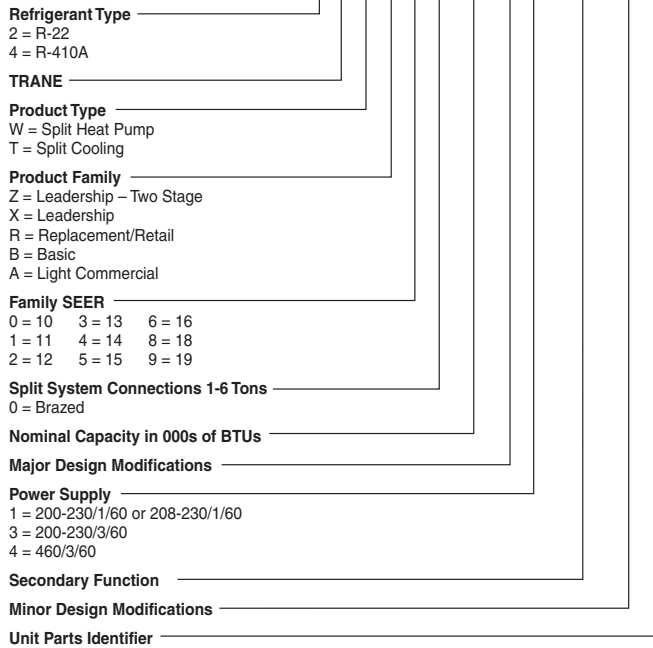 Refrigerant Type
2 = R-22
4 = R-410A
TRANE
Product Type
W = Split Heat Pump
T = Split Cooling
Product Family
Z = Leadership – Two Stage
X = Leadership
R = Replacement/Retail
B = Basic
A = Light Commercial
Family SEER
0 = 10 3 = 13 6 = 16
1 = 11 4 = 14 8 = 18
2 = 12 5 = 15 9 = 19
Split System Connections 1-6 Tons
0 = Brazed
Nominal Capacity in 000s of BTUs
Major Design Modifications
Power Supply
1 = 200-230/1/60 or 208-230/1/60
3 = 200-230/3/60
4 = 460/3/60
Secondary Function
Minor Design Modifications
Unit Parts Identifier